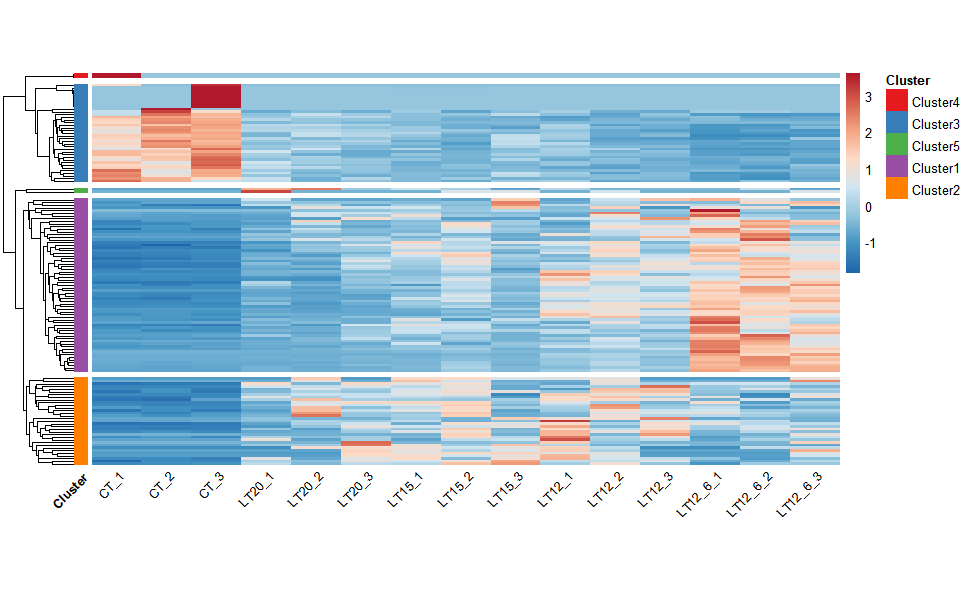 Cluster
Cluster4
Cluster3
Cluster5
Cluster1
Cluster2
3
2
1
0
-1
Cluster
CT_1
CT_2
CT_3
LT20_1
LT20_2
LT20_3
LT15_1
LT15_2
LT15_3
LT12_1
LT12_2
LT12_3
LT12_6_1
LT12_6_2
LT12_6_3